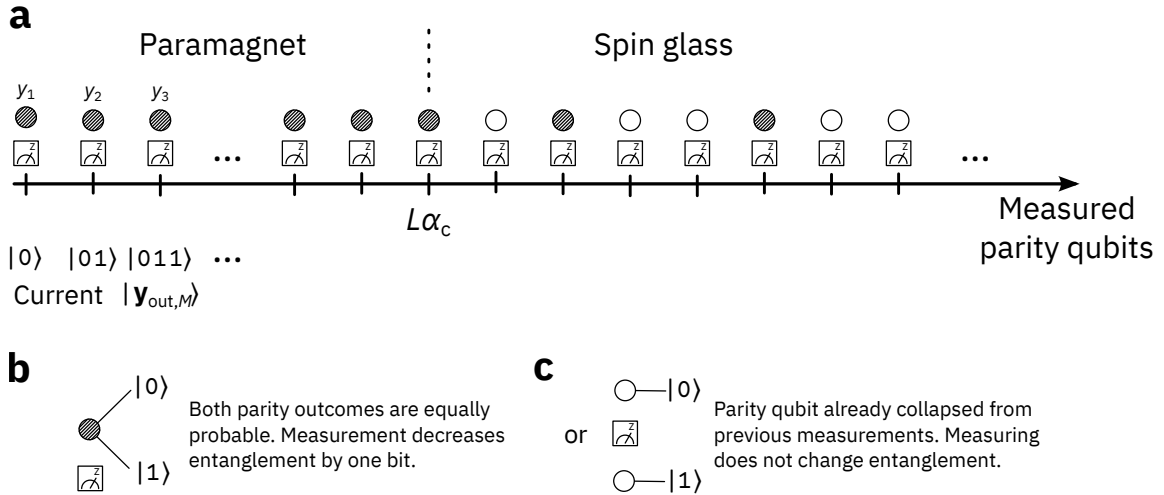 a
Paramagnet
Spin glass
y1 y2 y3
z z z ... z z z z z z z z z z ...
Lαc
Measured
parity qubits
|0⟩ |01⟩ |011⟩ ...
Current |yout,M⟩
b
|0⟩
|1⟩
Both parity outcomes are equally
probable. Measurement decreases
entanglement by one bit.
c
or
|0⟩
|1⟩
Parity qubit already collapsed from
previous measurements. Measuring
does not change entanglement.
z
z